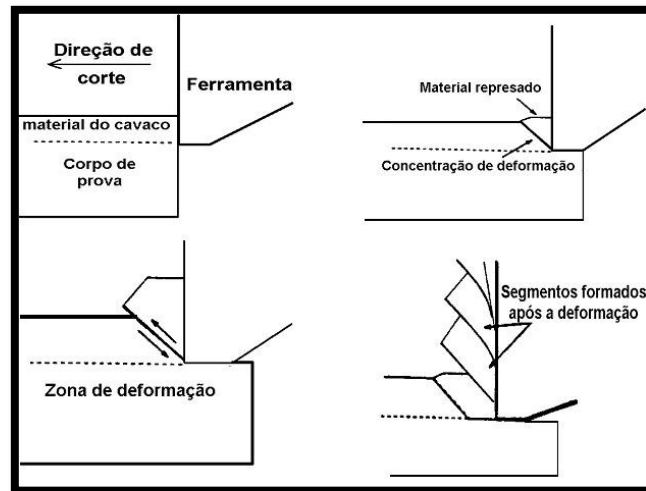 Direção de
corte
Ferramenta
material do cavaco
Corpo de
prova
Material represado
Concentração de deformação
Zona de deformação
Segmentos formados
após a deformação